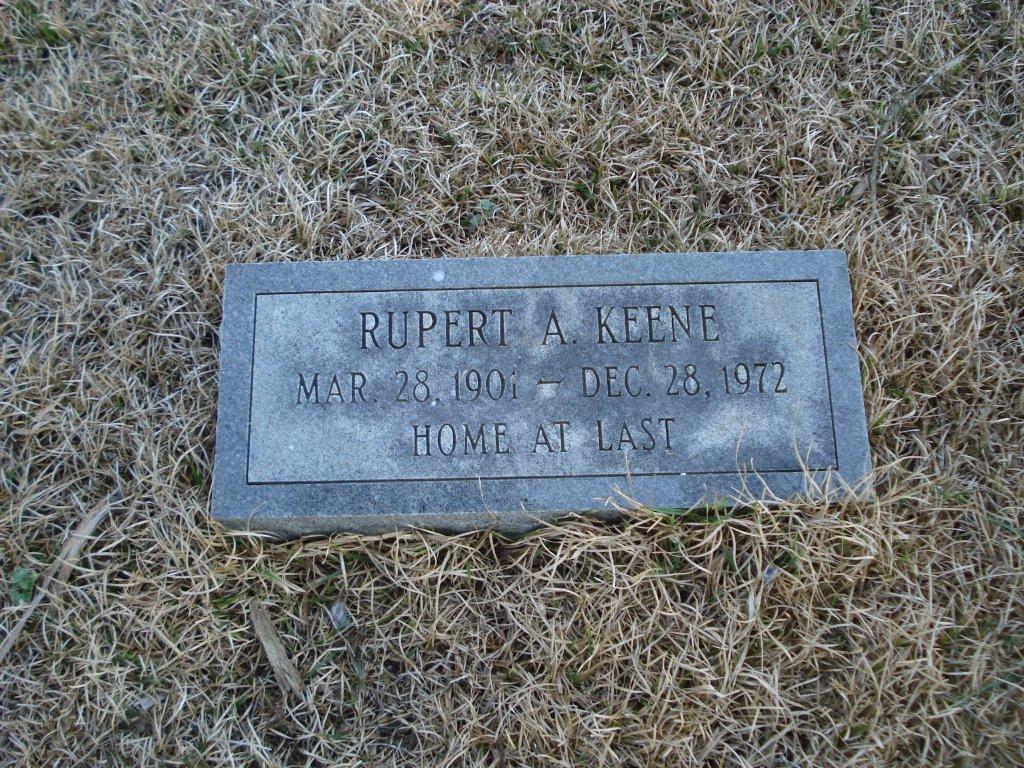 RUPERT A. KEENE
MAR. 28, 1901 – DEC. 28, 1972
HOME AT LAST